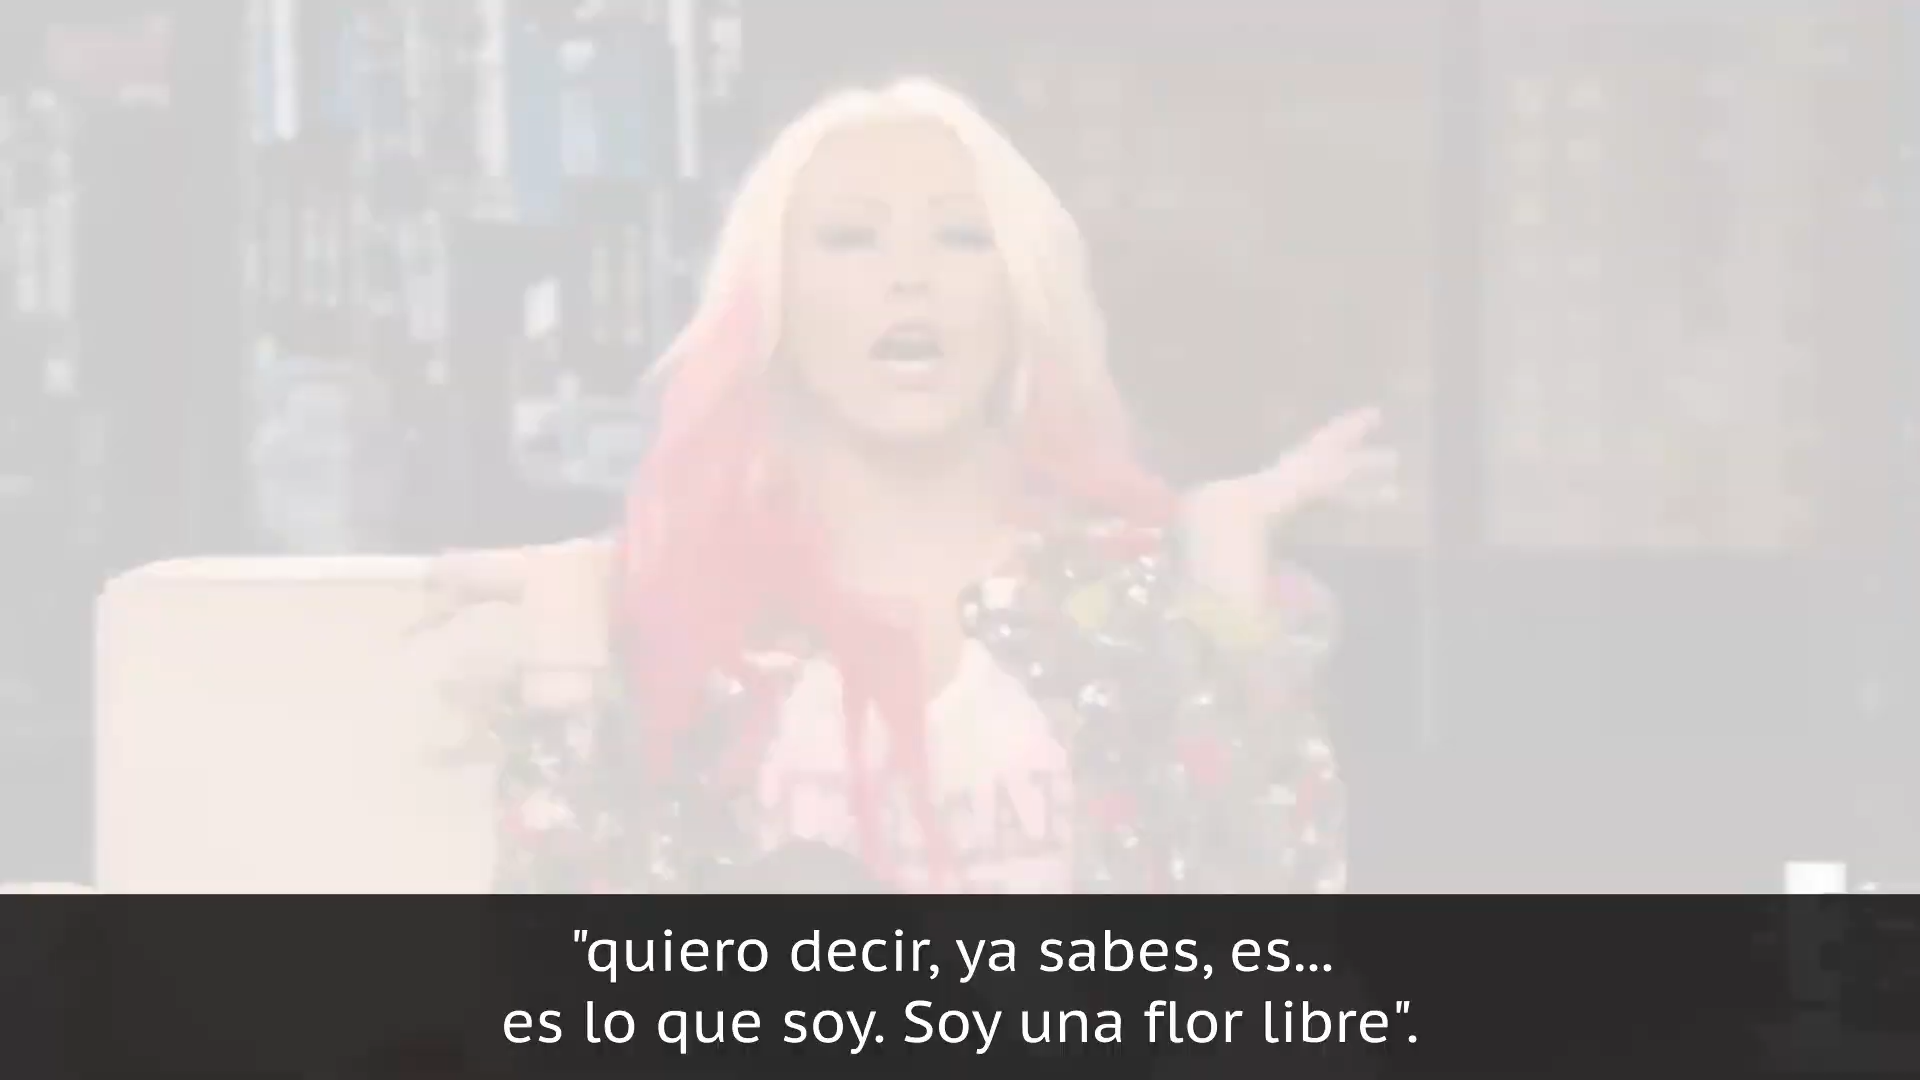 "quiero decir, ya sabes, es...
es lo que soy. Soy una flor libre".